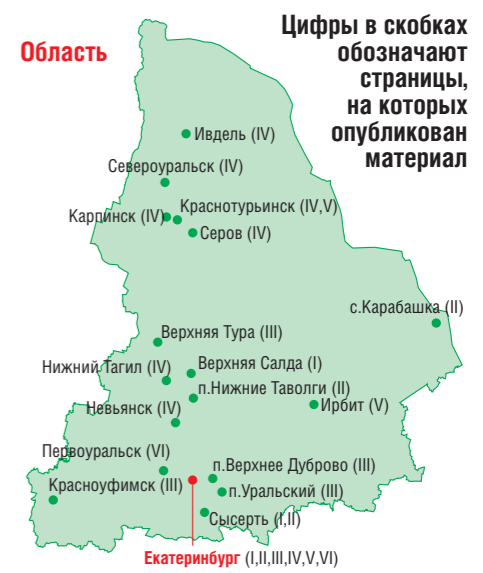 Область
Цифры в скобках
обозначают
страницы,
на которых
опубликован
материал
Ивдель (IV)
Североуральск (IV)
Карпинск (IV)
Краснотурьинск (IV,V)
Серов (IV)
с.Карабашка (II)
Верхняя Тура (III)
Нижний Тагил (IV)
Верхняя Салда (I)
п.Нижние Таволги (II)
Невьянск (IV)
Ирбит (V)
Первоуральск (VI)
п.Верхнее Дуброво (III)
Красноуфимск (III)
п.Уральский (III)
Сысерть (I,II)
Екатеринбург (I,II,III,IV,V,VI)